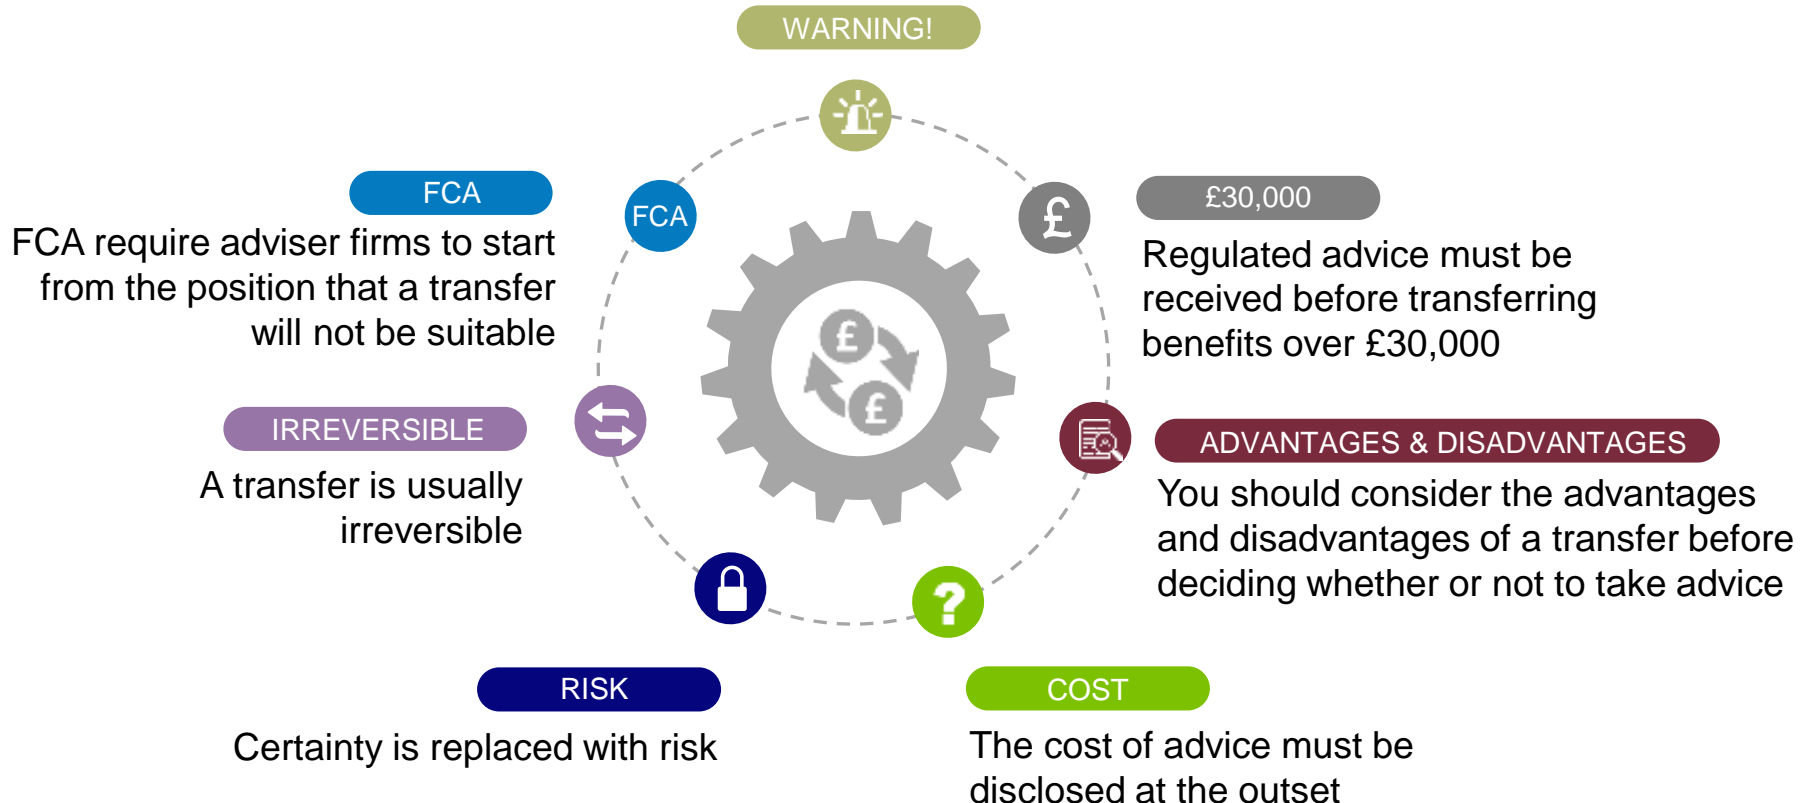 WARNING!
FCA
FCA
FCA require adviser firms to start
from the position that a transfer
will not be suitable
£
£30,000
Regulated advice must be
received before transferring
benefits over £30,000
£
£
IRREVERSIBLE
A transfer is usually
irreversible
ADVANTAGES & DISADVANTAGES
You should consider the advantages
and disadvantages of a transfer before
deciding whether or not to take advice
?
RISK
Certainty is replaced with risk
COST
The cost of advice must be
disclosed at the outset